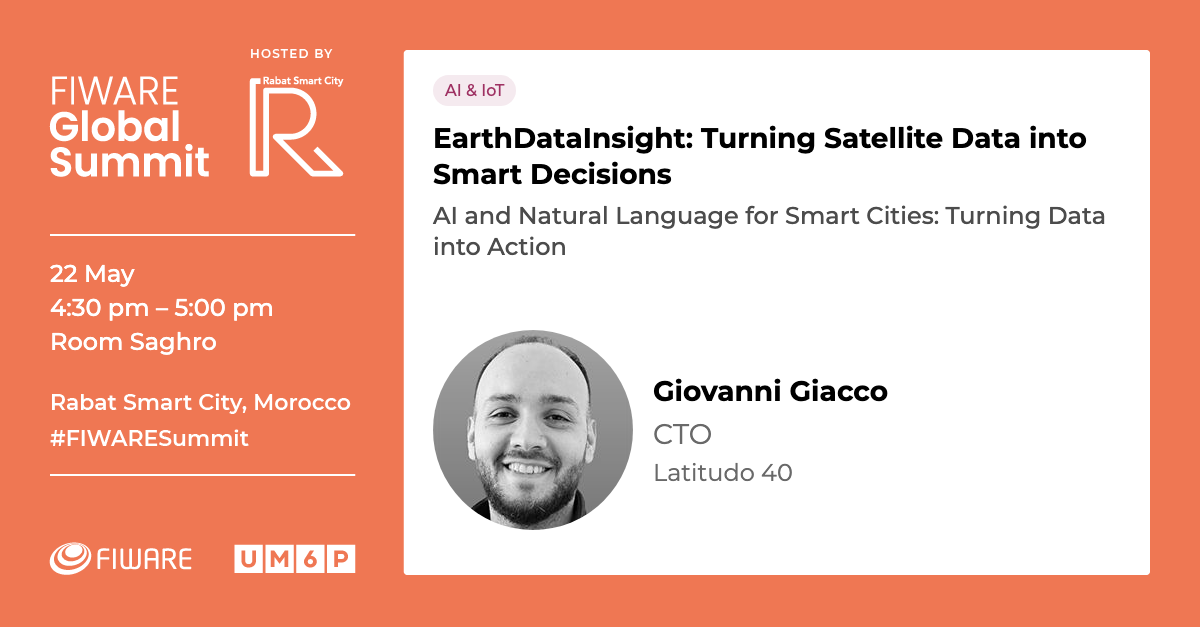 FIWARE
Global
Summit
HOSTED BY
Rabat Smart City
R
22 May
4:30 pm – 5:00 pm
Room Saghro
Rabat Smart City, Morocco
#FIWARESummit
FIWARE
UM6P
AI & IoT
EarthDataInsight: Turning Satellite Data into
Smart Decisions
AI and Natural Language for Smart Cities: Turning Data
into Action
Giovanni Giacco
CTO
Latitudo 40